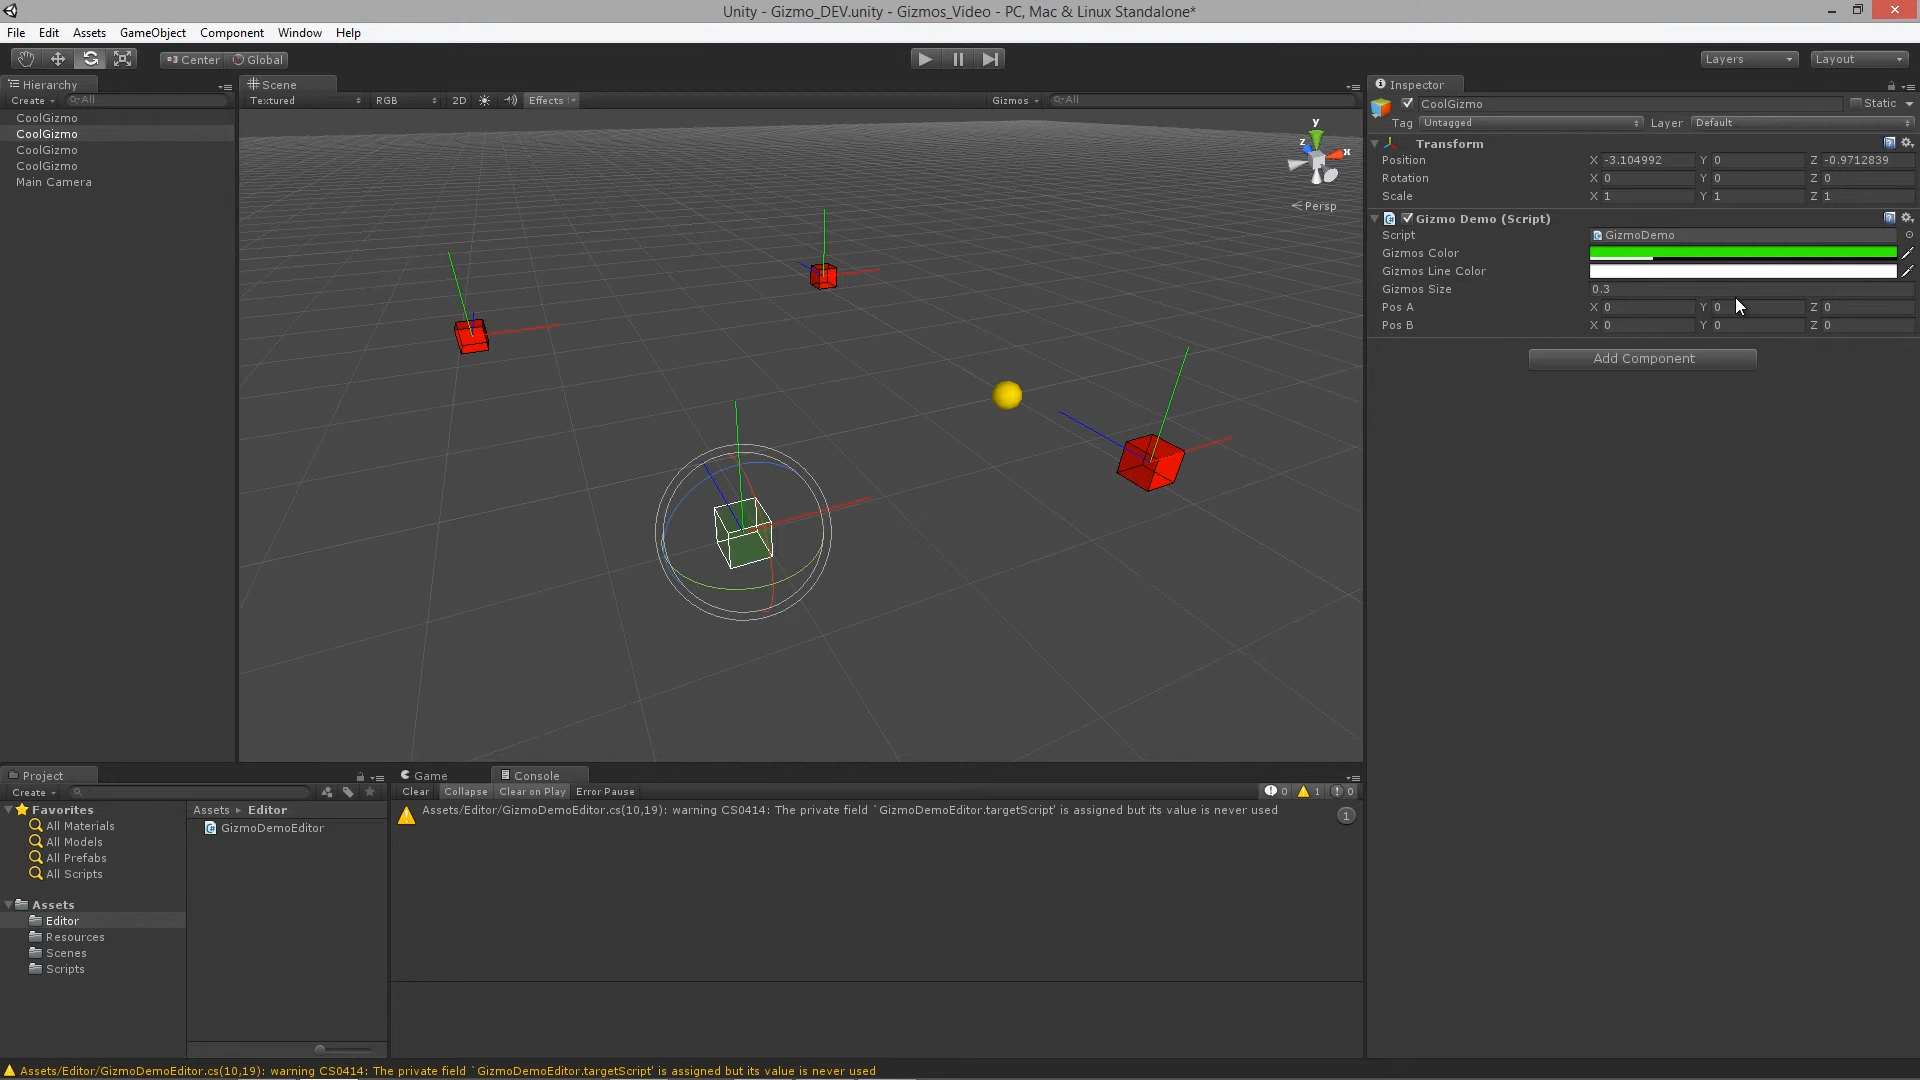 Unity - Gizmo_DEV.unity - Gizmos_Video - PC, Mac & Linux Standalone*
File Edit Assets GameObject Component Window Help
Center Global Layers Layout
Hierarchy
Create All
CoolGizmo
CoolGizmo
CoolGizmo
CoolGizmo
Main Camera
Scene
Textured RGB 2D Effects Gizmos All
y
z
x
Persp
Inspector
CoolGizmo Static
Tag Untagged Layer Default
Transform
Position X -3.104992 Y 0 Z -0.9712839
Rotation X 0 Y 0 Z 0
Scale X 1 Y 1 Z 1
Gizmo Demo (Script)
Script GizmoDemo
Gizmos Color
Gizmos Line Color
Gizmos Size 0.3
Pos A X 0 Y 0 Z 0
Pos B X 0 Y 0 Z 0
Add Component
Project
Create
Favorites
All Materials
All Models
All Prefabs
All Scripts
Assets
Editor
Resources
Scenes
Scripts
Assets Editor
GizmoDemoEditor
Game Console
Clear Collapse Clear on Play Error Pause 0 1 0
Assets/Editor/GizmoDemoEditor.cs(10,19): warning CS0414: The private field `GizmoDemoEditor.targetScript' is assigned but its value is never used
1
Assets/Editor/GizmoDemoEditor.cs(10,19): warning CS0414: The private field `GizmoDemoEditor.targetScript' is assigned but its value is never used